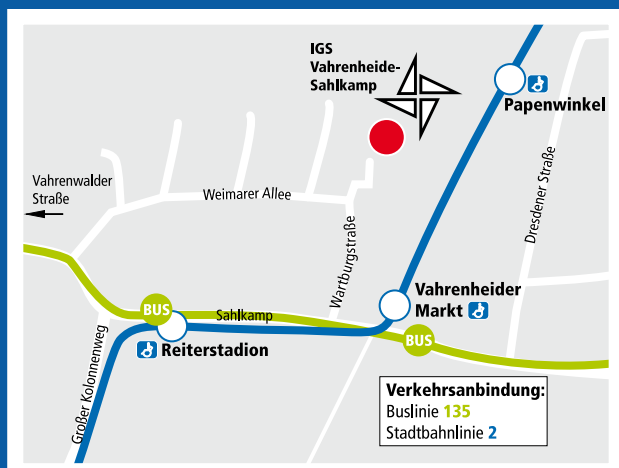 IGS
Vahrenheide-
Sahlkamp
Papenwinkel
Vahrenwalder
Straße
Weimarer Allee
Dresdener Straße
Wartburgstraße
Vahrenheider
Markt
BUS
Sahlkamp
BUS
Reiterstadion
Großer Kolonnenweg
Verkehrsanbindung:
Buslinie 135
Stadtbahnlinie 2